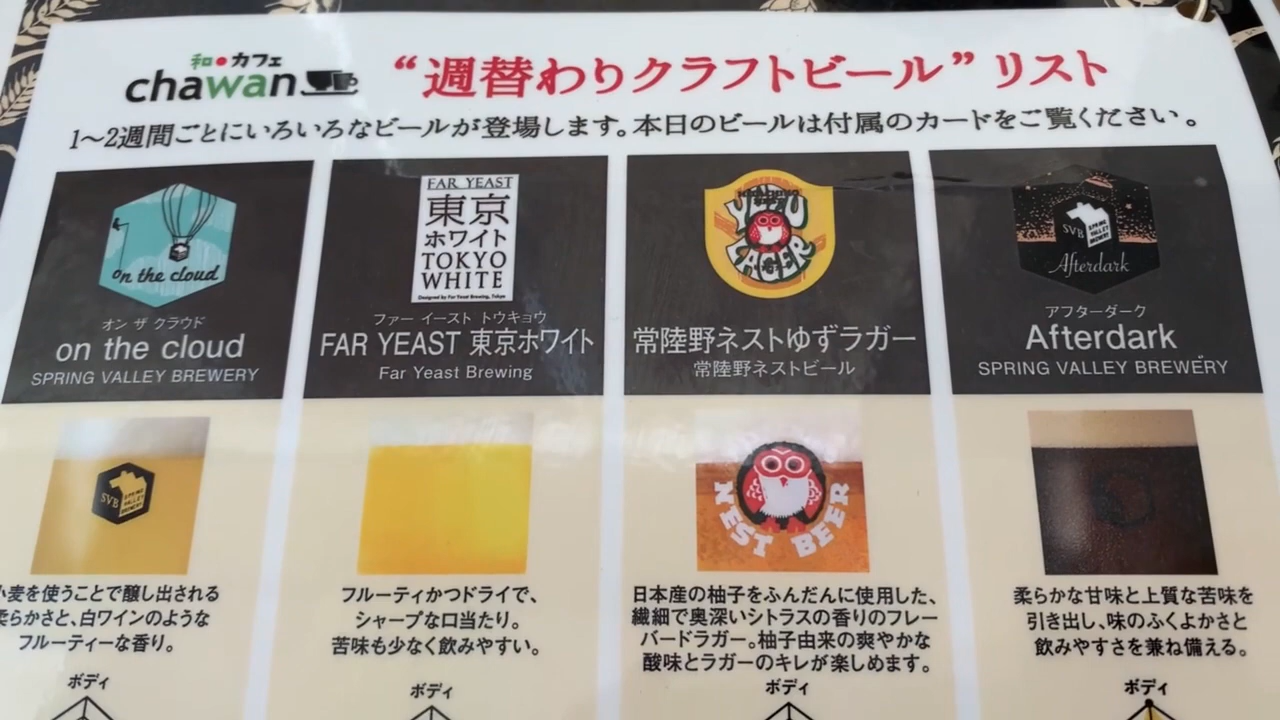 和カフェ
chawan
“週替わりクラフトビール”リスト
1～2週間ごとにいろいろなビールが登場します。本日のビールは付属のカードをご覧ください。
on the cloud
オン ザ クラウド
on the cloud
SPRING VALLEY BREWERY
FAR YEAST
東京
ホワイト
TOKYO
WHITE
Designed by Far Yeast Brewing, Tokyo
ファー イースト トウキョウ
FAR YEAST 東京ホワイト
Far Yeast Brewing
YUZU
LAGER
常陸野ネストゆずラガー
常陸野ネストビール
SVB SPRING VALLEY BREWERY
Afterdark
アフターダーク
Afterdark
SPRING VALLEY BREWERY
SVB SPRING VALLEY BREWERY
小麦を使うことで醸し出される
柔らかさと、白ワインのような
フルーティーな香り。
ボディ
フルーティかつドライで、
シャープな口当たり。
苦味も少なく飲みやすい。
ボディ
NEST BEER
日本産の柚子をふんだんに使用した、
繊細で奥深いシトラスの香りのフレー
バードラガー。柚子由来の爽やかな
酸味とラガーのキレが楽しめます。
ボディ
柔らかな甘味と上質な苦味を
引き出し、味のふくよかさと
飲みやすさを兼ね備える。
ボディ